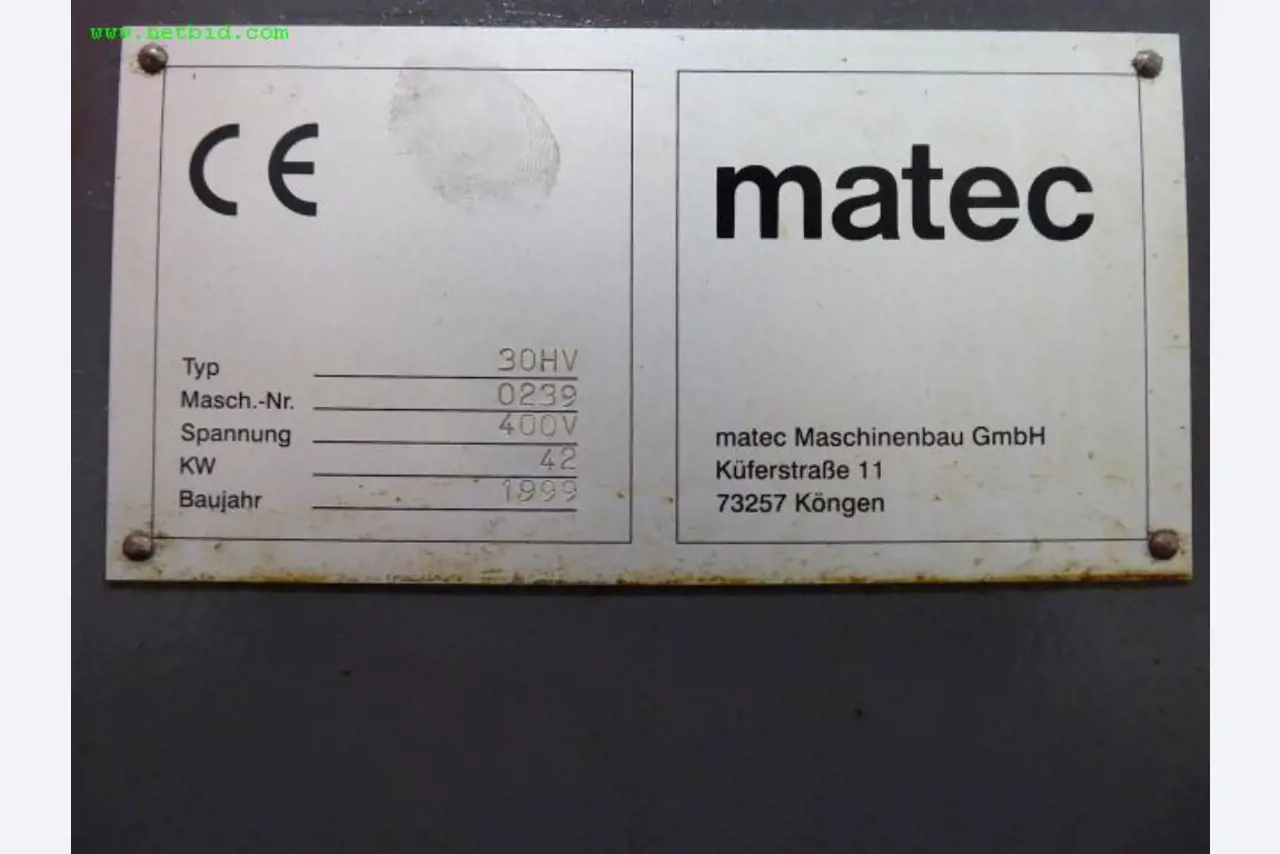 www.netbid.com
CE
Typ 30HV
Masch.-Nr. 0239
Spannung 400V
KW 42
Baujahr 1999
matec
matec Maschinenbau GmbH
Küferstraße 11
73257 Köngen